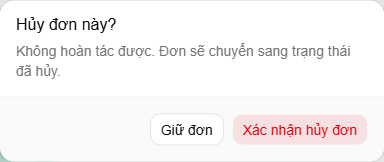 Hủy đơn này?
Không hoàn tác được. Đơn sẽ chuyển sang trạng thái
đã hủy.
Giữ đơn
Xác nhận hủy đơn